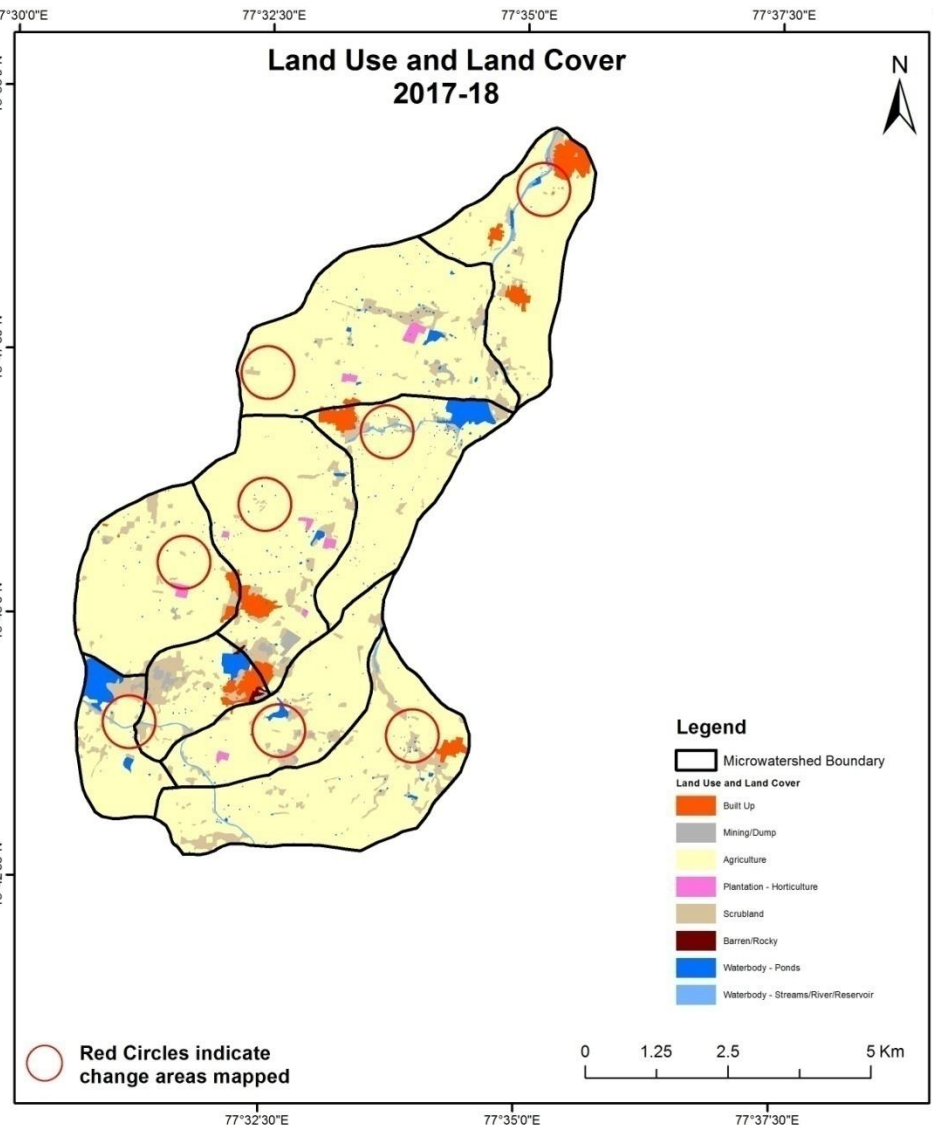 77°30'0"E 77°32'30"E 77°35'0"E 77°37'30"E
Land Use and Land Cover
2017-18
N
Legend
Microwatershed Boundary
Land Use and Land Cover
Built Up
Mining/Dump
Agriculture
Plantation - Horticulture
Scrubland
Barren/Rocky
Waterbody - Ponds
Waterbody - Streams/River/Reservoir
Red Circles indicate
change areas mapped
0 1.25 2.5 5 Km
77°32'30"E 77°35'0"E 77°37'30"E